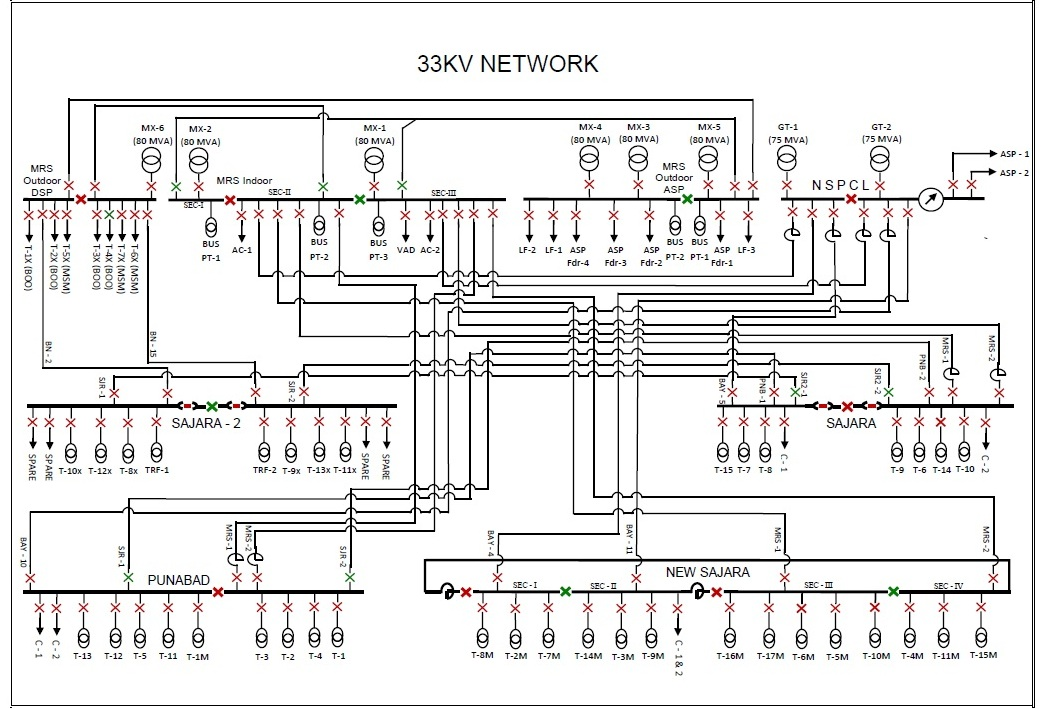 33KV NETWORK
MX-6
(80 MVA)
MX-2
(80 MVA)
MX-1
(80 MVA)
MX-4
(80 MVA)
MX-3
(80 MVA)
MX-5
(80 MVA)
GT-1
(75 MVA)
GT-2
(75 MVA)
ASP - 1
ASP - 2
MRS
Outdoor
DSP
MRS Indoor
SEC-I
SEC-II
SEC-III
MRS
Outdoor
ASP
NSPCL
T-1X (BOO)
T-2X (BOO)
T-5X (MSM)
T-3X (BOO)
T-4X (BOO)
T-7X (MSM)
T-6X (MSM)
BUS
PT-1
AC-1
BUS
PT-2
BUS
PT-3
VAD
AC-2
LF-2
LF-1
ASP
Fdr-4
ASP
Fdr-3
ASP
Fdr-2
BUS
PT-2
BUS
PT-1
ASP
Fdr-1
LF-3
BN - 2
BN - 15
SJR -1
SJR -2
BAY - 5
PNB -1
SJR2 -1
SJR2 -2
PNB - 2
MRS -1
MRS -2
SAJARA - 2
SAJARA
SPARE
SPARE
T-10x
T-12x
T-8x
TRF-1
TRF-2
T-9x
T-13x
T-11x
SPARE
SPARE
T-15
T-7
T-8
C - 1
T-9
T-6
T-14
T-10
C - 2
BAY - 10
SJR -1
MRS -1
MRS -2
SJR -2
BAY - 4
BAY - 11
MRS -1
MRS -2
PUNABAD
NEW SAJARA
SEC - I
SEC - II
SEC - III
SEC - IV
C - 1
C - 2
T-13
T-12
T-5
T-11
T-1M
T-3
T-2
T-4
T-1
T-8M
T-2M
T-7M
T-14M
T-3M
T-9M
C - 1 & 2
T-16M
T-17M
T-6M
T-5M
T-10M
T-4M
T-11M
T-15M